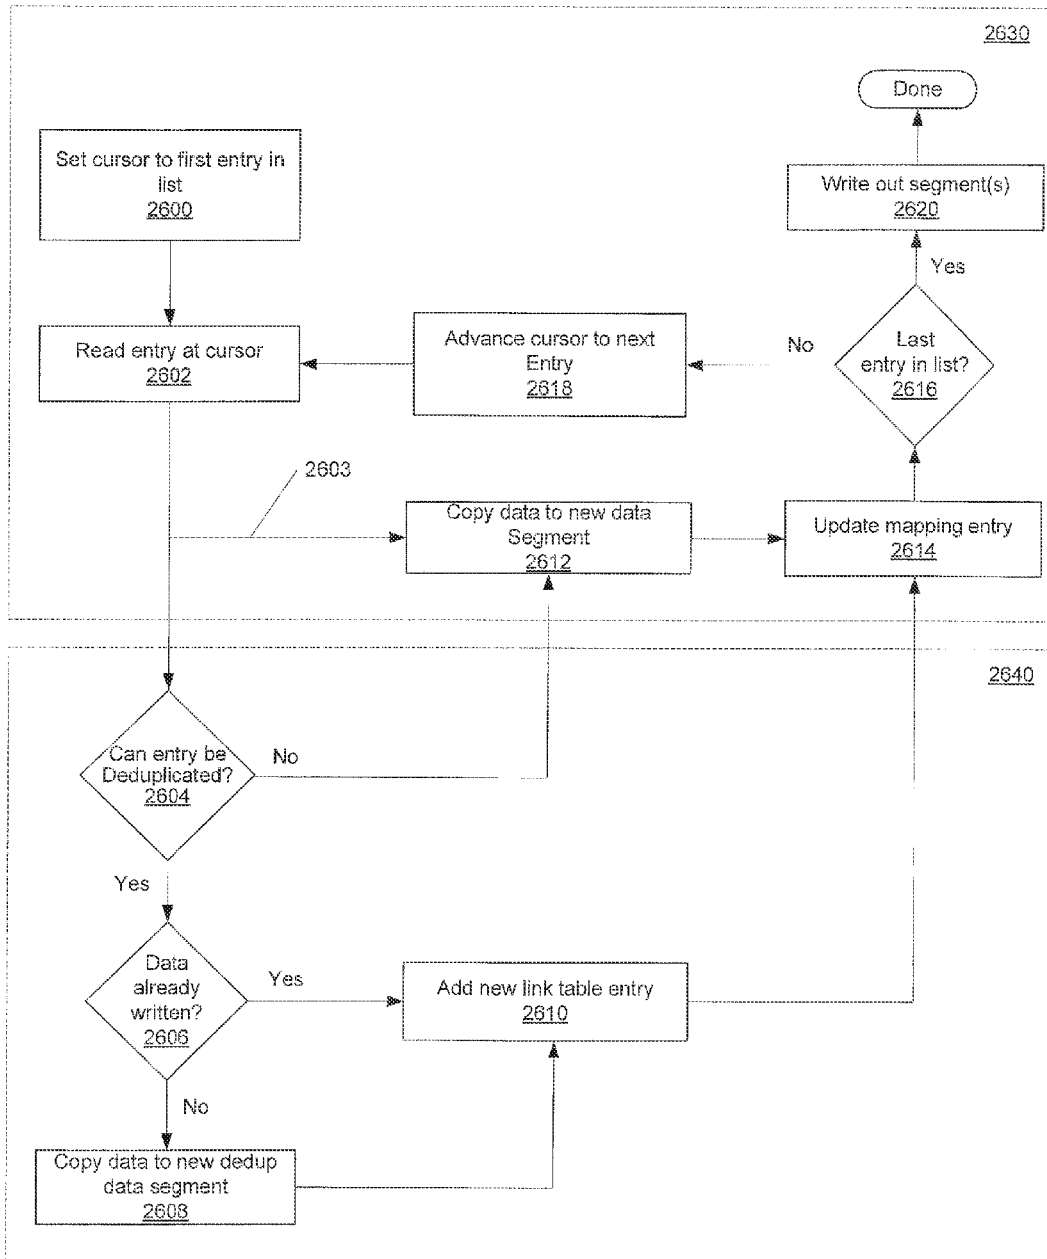 2630
Done
Set cursor to first entry in
list
2600
Write out segment(s)
2620
Yes
Read entry at cursor
2602
Advance cursor to next
Entry
2618
No
Last
entry in list?
2616
2603
Copy data to new data
Segment
2612
Update mapping entry
2614
2640
Can entry be
Deduplicated?
2604
No
Yes
Data
already
written?
2606
Yes
Add new link table entry
2610
No
Copy data to new dedup
data segment
2608